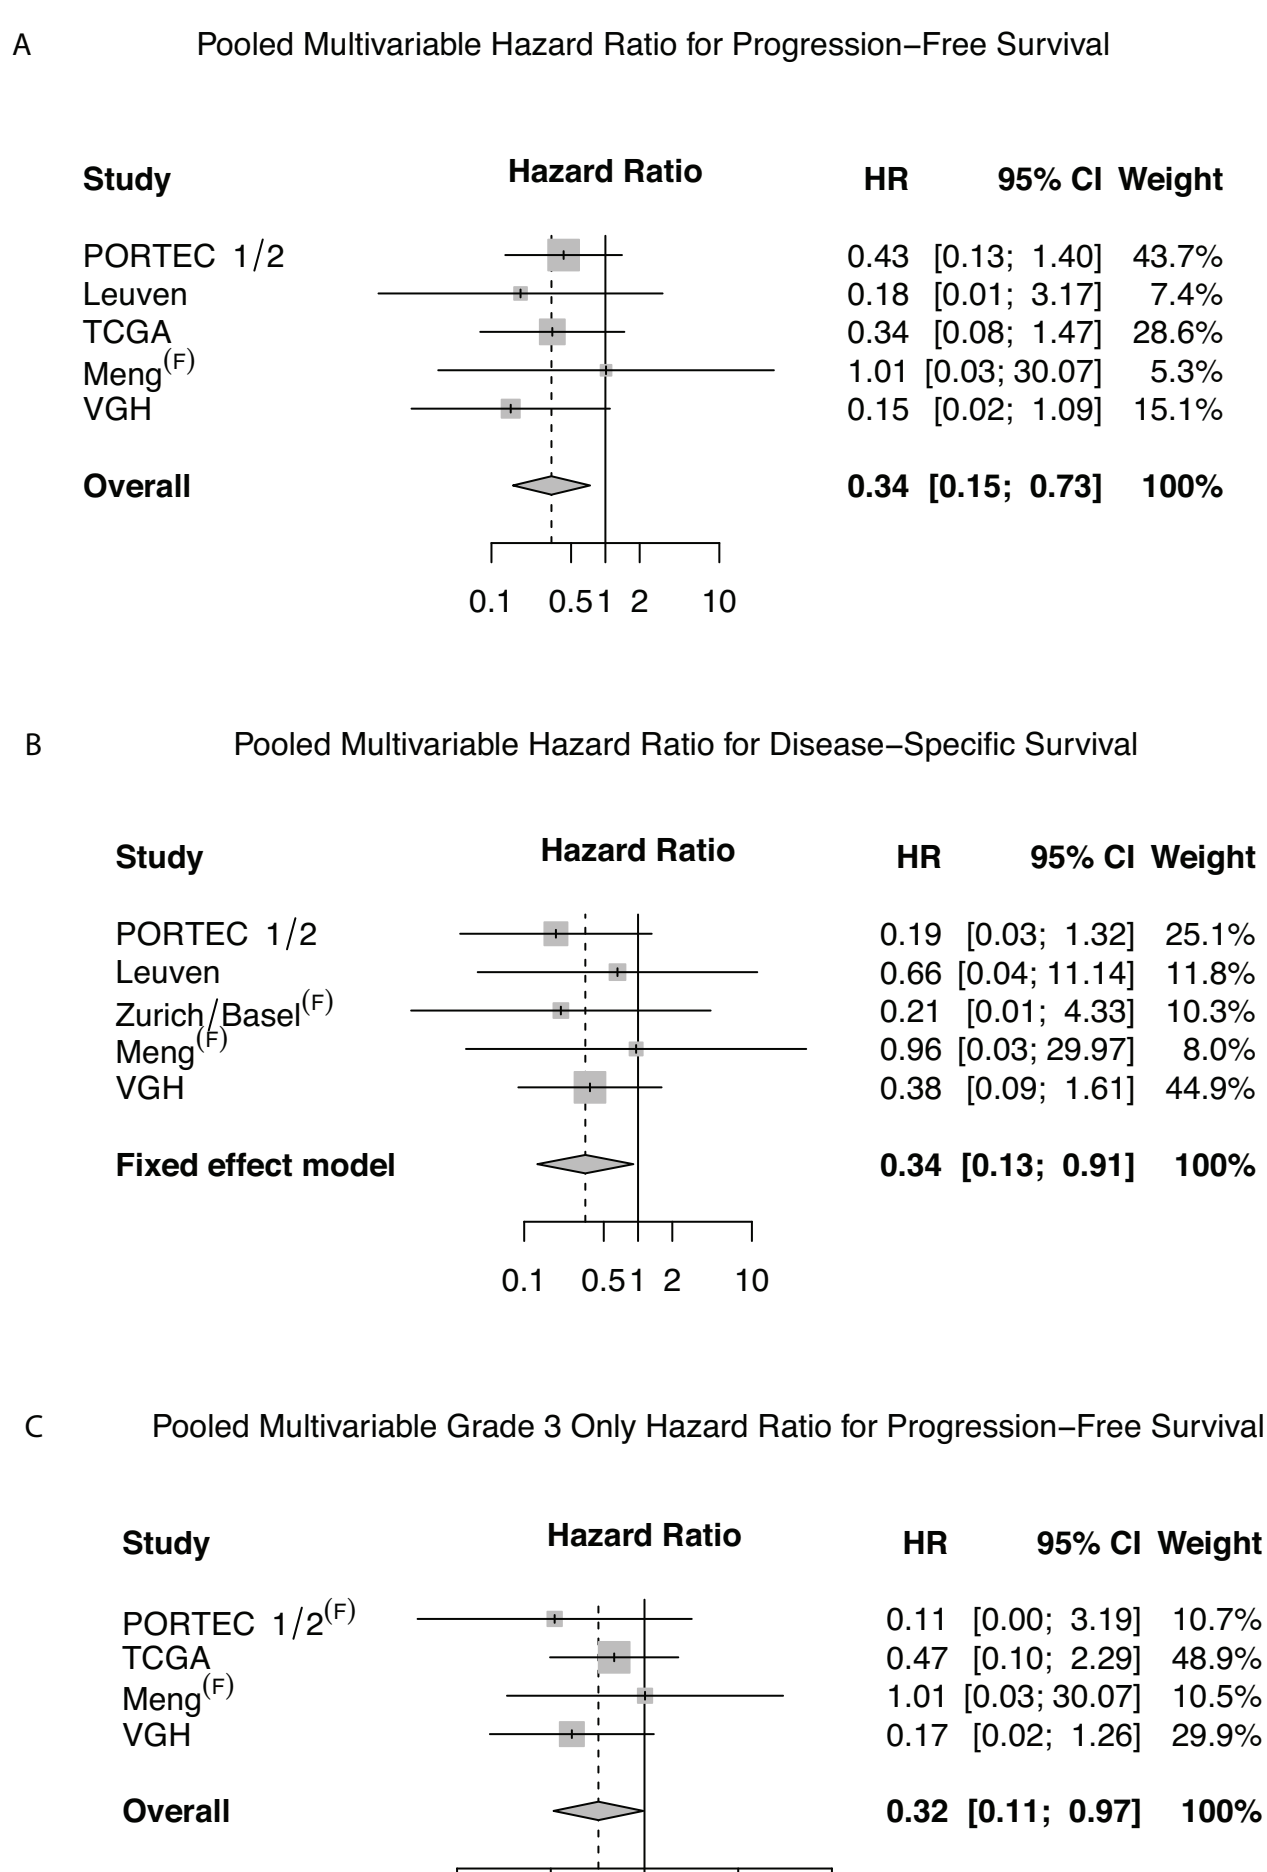 A Pooled Multivariable Hazard Ratio for Progression−Free Survival
Study Hazard Ratio HR 95% CI Weight
PORTEC 1/2 0.43 [0.13; 1.40] 43.7%
Leuven 0.18 [0.01; 3.17] 7.4%
TCGA 0.34 [0.08; 1.47] 28.6%
Meng(F) 1.01 [0.03; 30.07] 5.3%
VGH 0.15 [0.02; 1.09] 15.1%
Overall 0.34 [0.15; 0.73] 100%
0.1 0.5 1 2 10
B Pooled Multivariable Hazard Ratio for Disease−Specific Survival
Study Hazard Ratio HR 95% CI Weight
PORTEC 1/2 0.19 [0.03; 1.32] 25.1%
Leuven 0.66 [0.04; 11.14] 11.8%
Zurich/Basel(F) 0.21 [0.01; 4.33] 10.3%
Meng(F) 0.96 [0.03; 29.97] 8.0%
VGH 0.38 [0.09; 1.61] 44.9%
Fixed effect model 0.34 [0.13; 0.91] 100%
0.1 0.5 1 2 10
C Pooled Multivariable Grade 3 Only Hazard Ratio for Progression−Free Survival
Study Hazard Ratio HR 95% CI Weight
PORTEC 1/2(F) 0.11 [0.00; 3.19] 10.7%
TCGA 0.47 [0.10; 2.29] 48.9%
Meng(F) 1.01 [0.03; 30.07] 10.5%
VGH 0.17 [0.02; 1.26] 29.9%
Overall 0.32 [0.11; 0.97] 100%